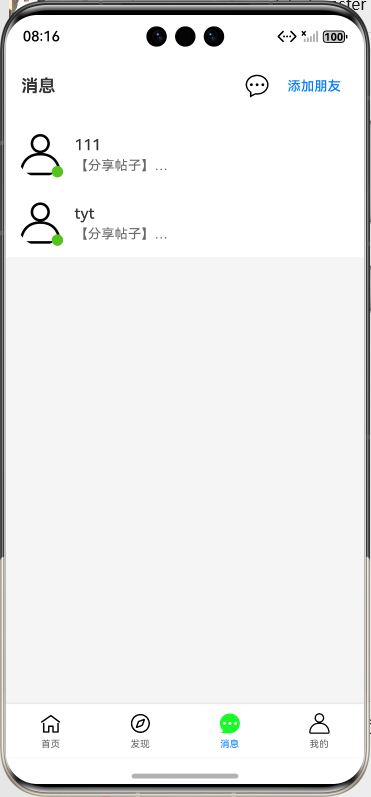 08:16
100
消息
添加朋友
111
【分享帖子】...
tyt
【分享帖子】...
首页
发现
消息
我的